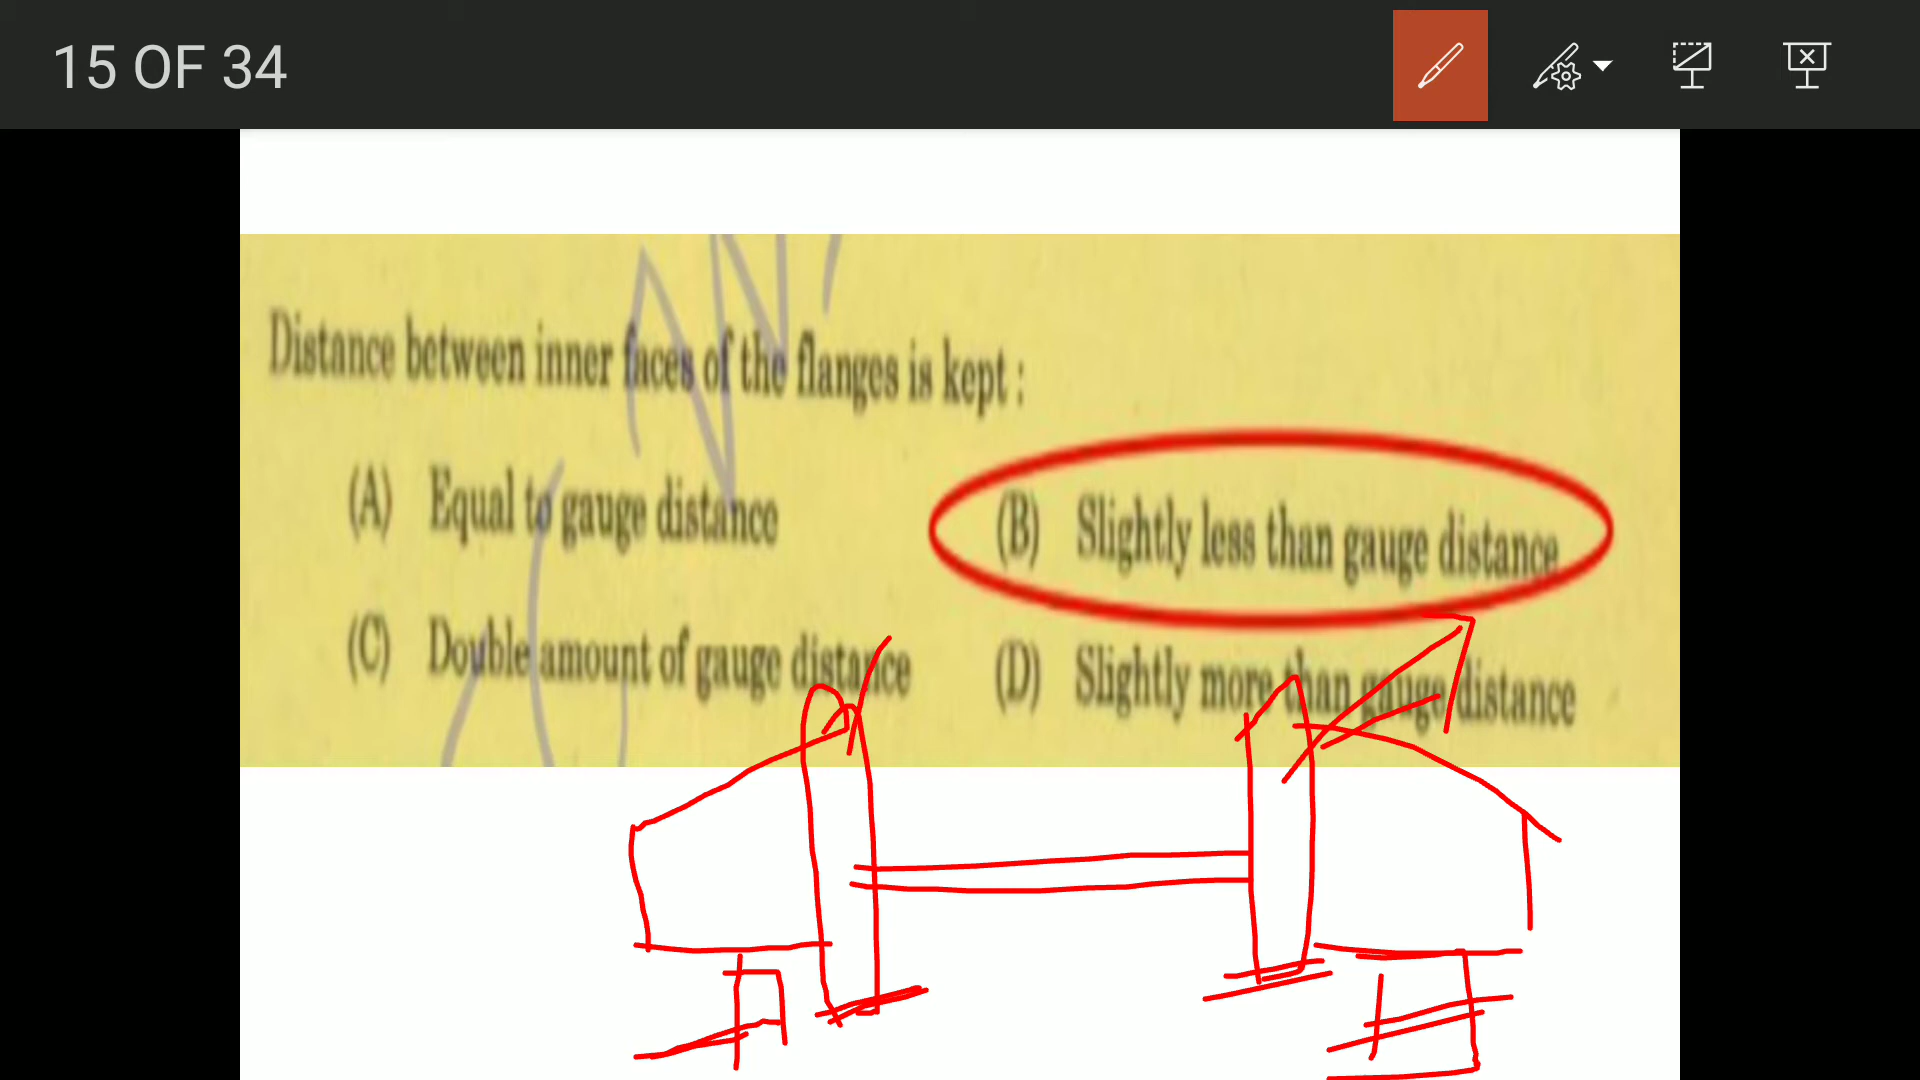 15 OF 34
Distance between inner faces of the flanges is kept :
(A) Equal to gauge distance
(B) Slightly less than gauge distance
(C) Double amount of gauge distance
(D) Slightly more than gauge distance